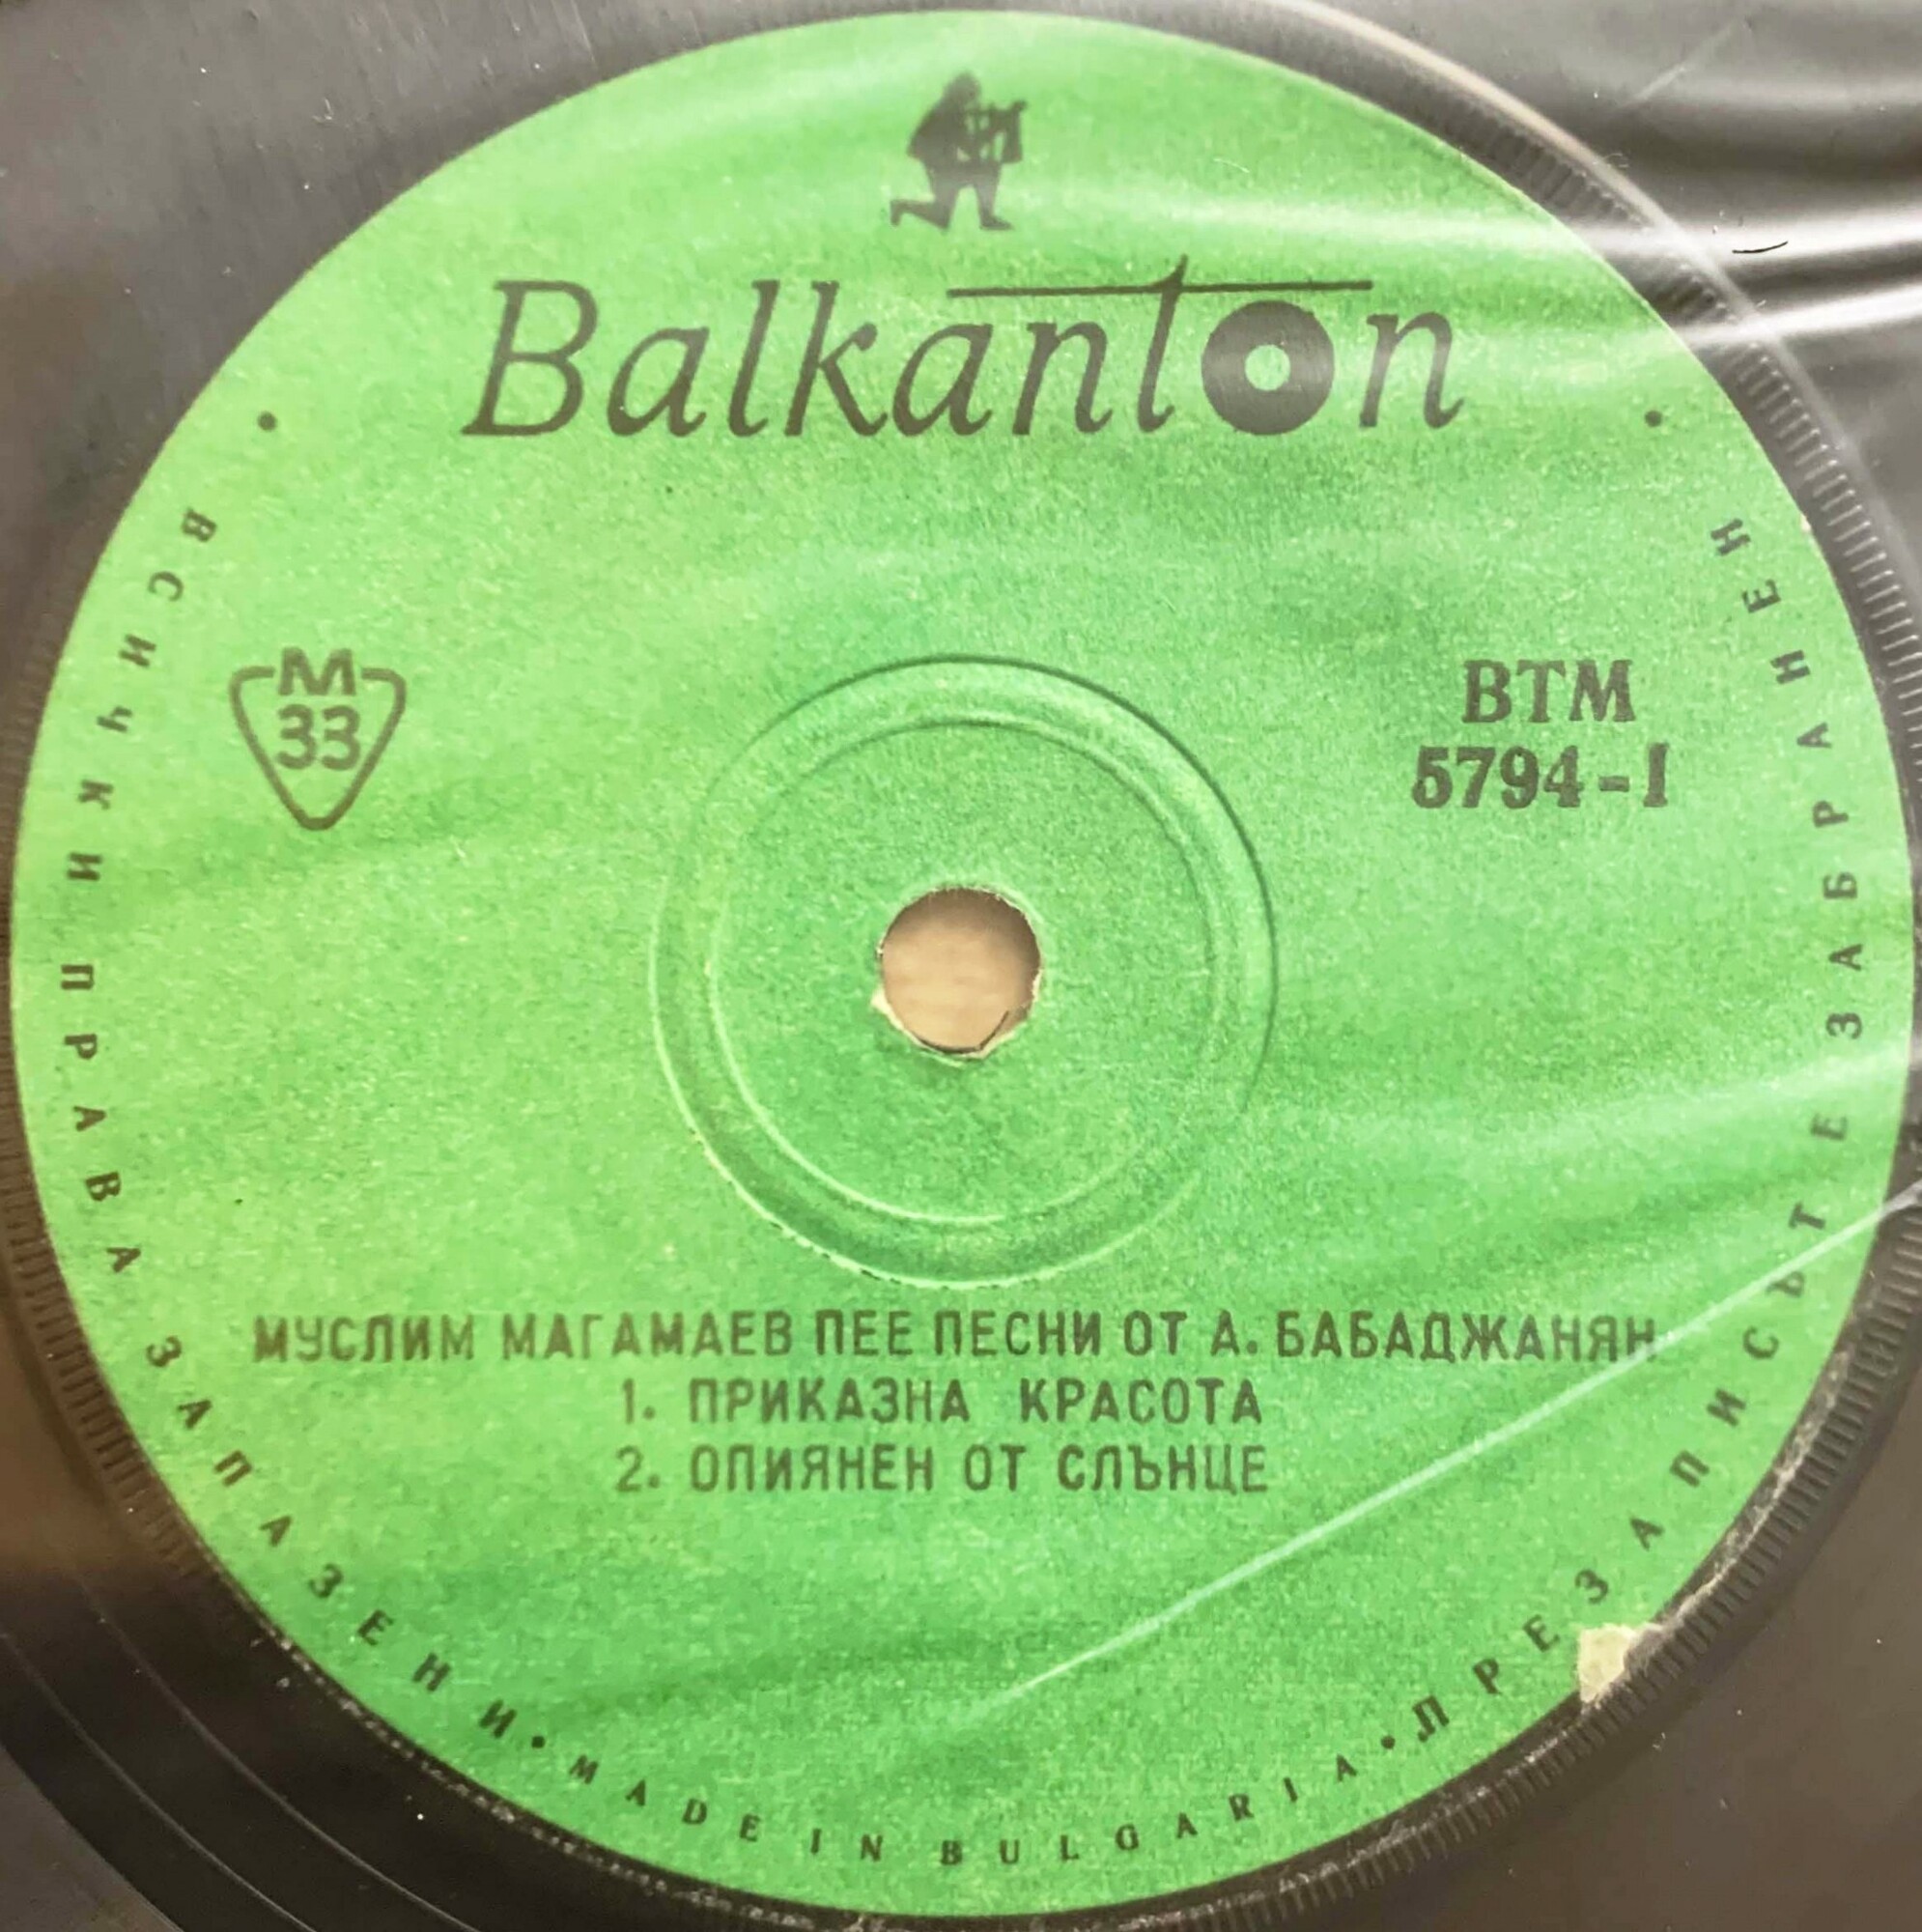 Balkanton
М
33
ВТМ
5794-I
МУСЛИМ МАГАМАЕВ ПЕЕ ПЕСНИ ОТ А. БАБАДЖАНЯН
1. ПРИКАЗНА КРАСОТА
2. ОПИЯНЕН ОТ СЛЪНЦЕ
• ВСИЧКИ ПРАВА ЗАПАЗЕНИ • MADE IN BULGARIA • ПРЕЗАПИСЪТ Е ЗАБРАНЕН •